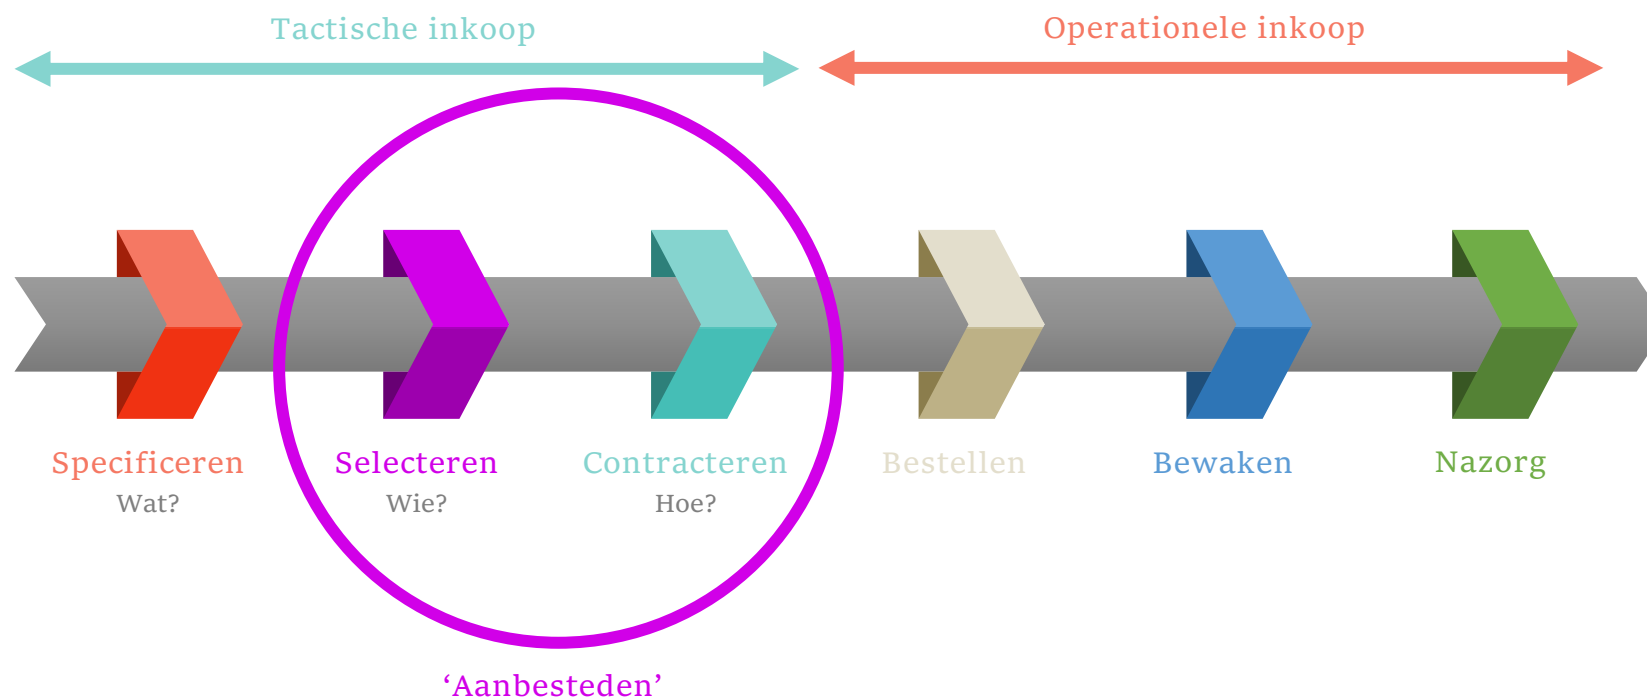 Tactische inkoop
Operationele inkoop
Specificeren
Wat?
Selecteren
Wie?
Contracteren
Hoe?
Bestellen
Bewaken
Nazorg
‘Aanbesteden’